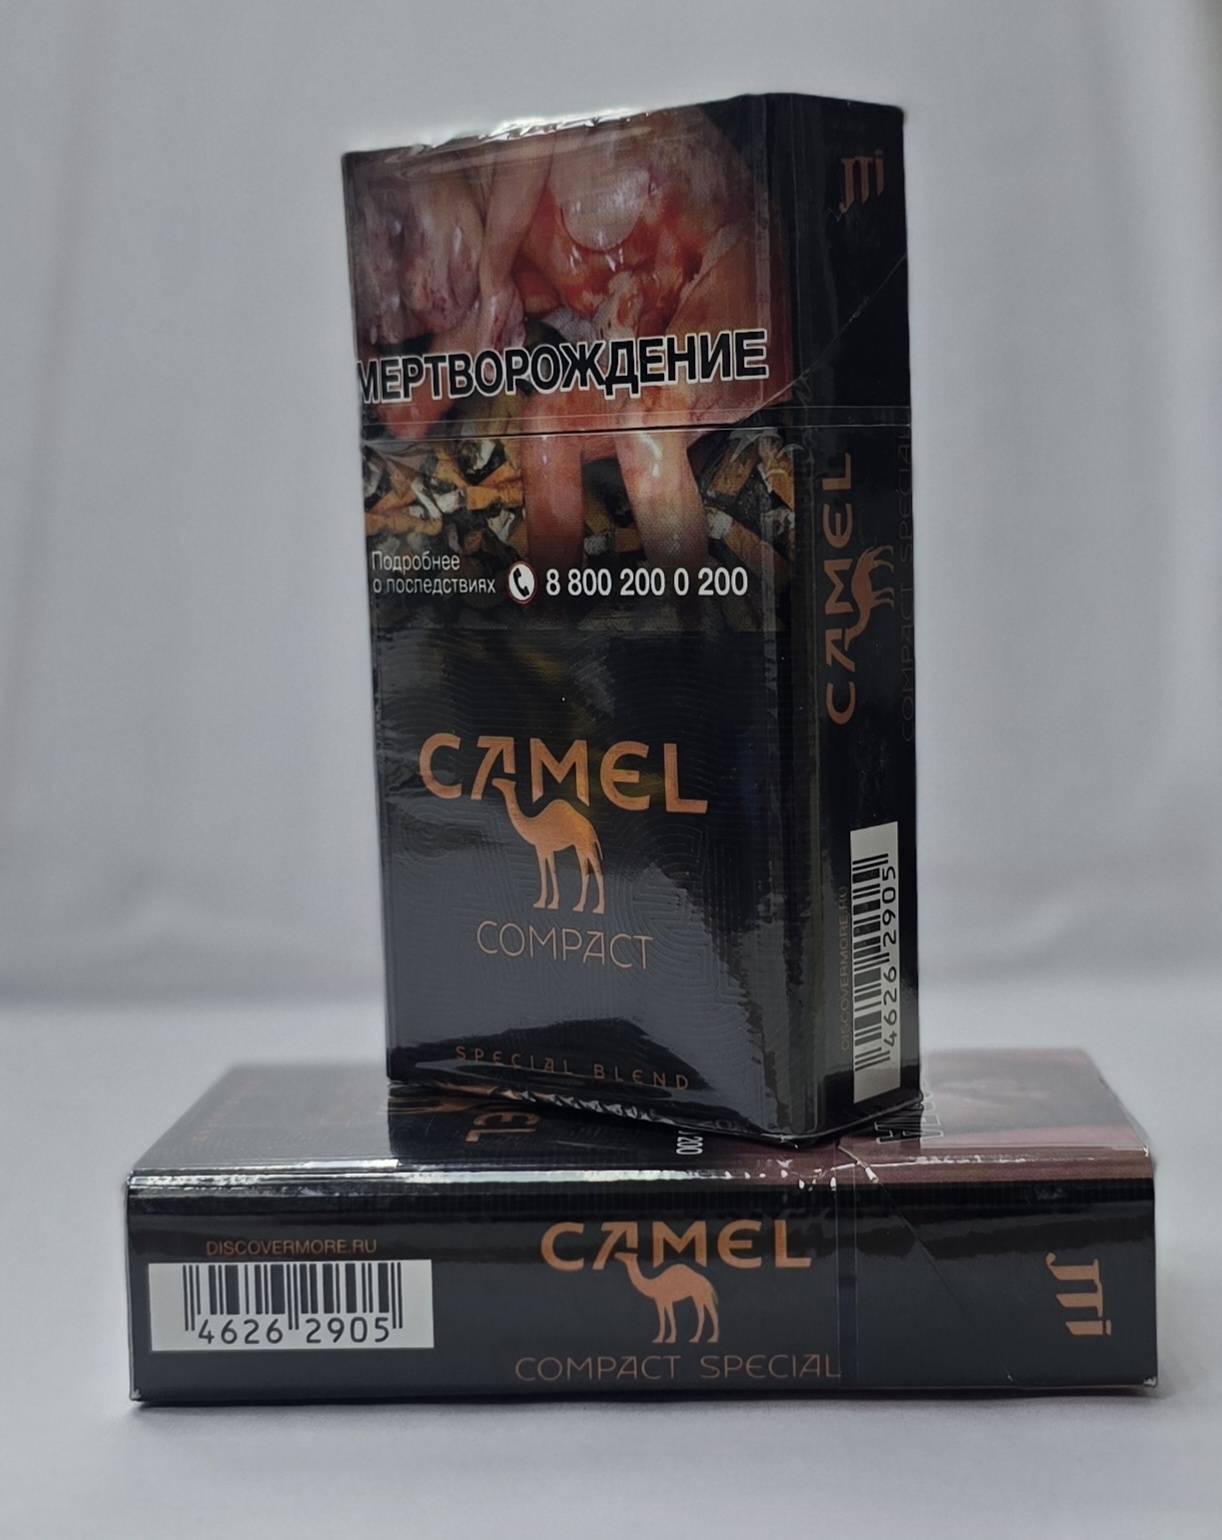 JTi
МЕРТВОРОЖДЕНИЕ
Подробнее
о последствиях
8 800 200 0 200
CAMEL
COMPACT
SPECIAL BLEND
CAMEL
COMPACT SPECIAL
DISCOVERMORE.RU
4626 2905
200
DISCOVERMORE.RU
4626 2905
CAMEL
COMPACT SPECIAL
JTi